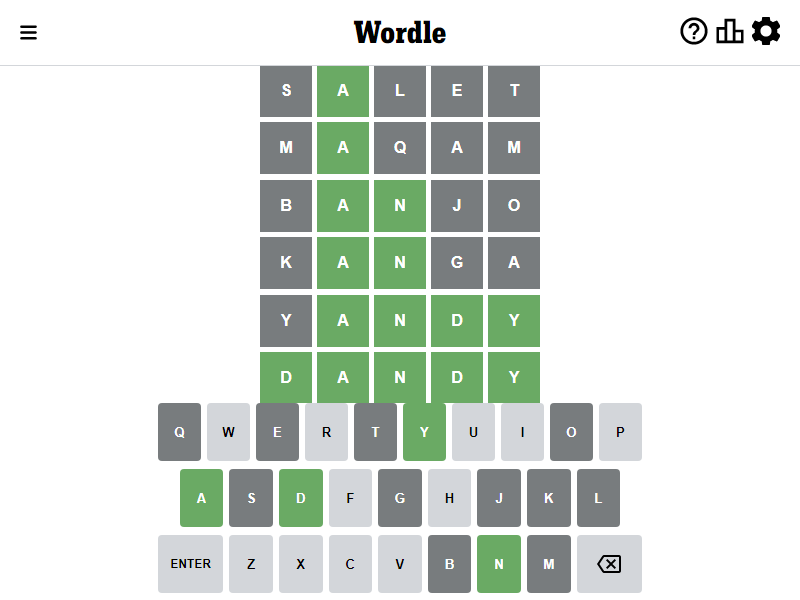 Wordle
S A L E T
M A Q A M
B A N J O
K A N G A
Y A N D Y
D A N D Y
Q W E R T Y U I O P
A S D F G H J K L
ENTER Z X C V B N M